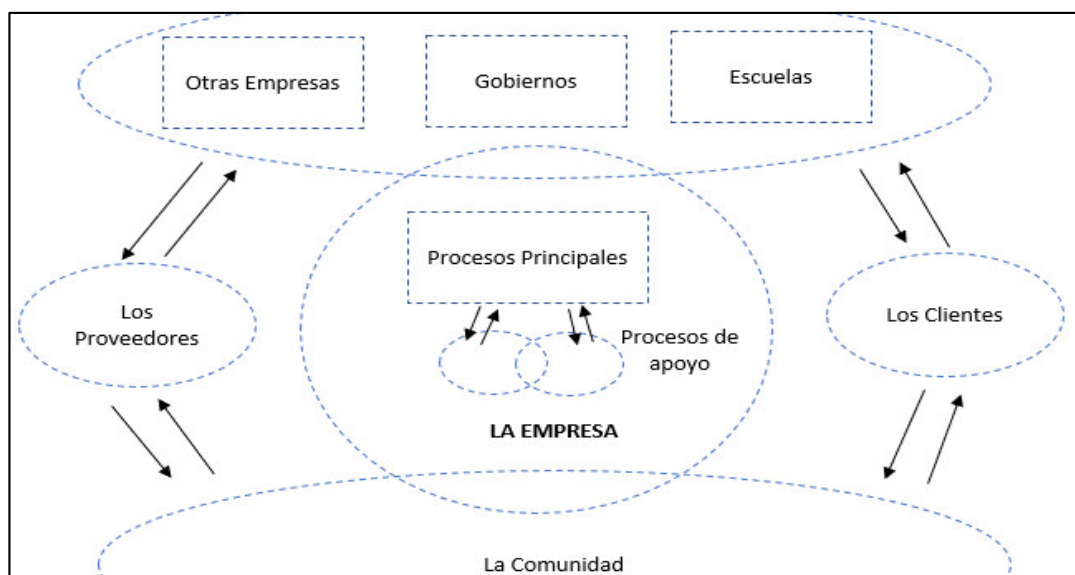 Otras Empresas
Gobiernos
Escuelas
Procesos Principales
Los
Proveedores
Los Clientes
Procesos de
apoyo
LA EMPRESA
La Comunidad